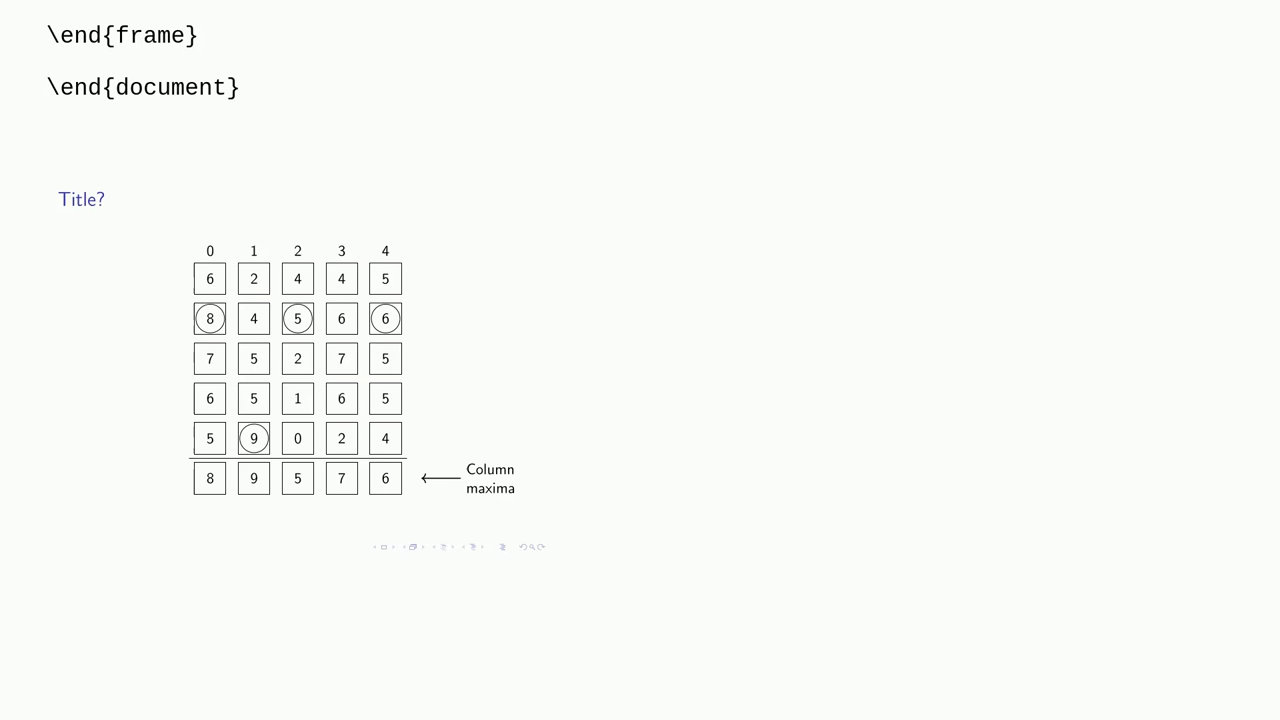 \end{frame}
\end{document}
Title?
0 1 2 3 4
6 2 4 4 5
8 4 5 6 6
7 5 2 7 5
6 5 1 6 5
5 9 0 2 4
8 9 5 7 6
Column
maxima